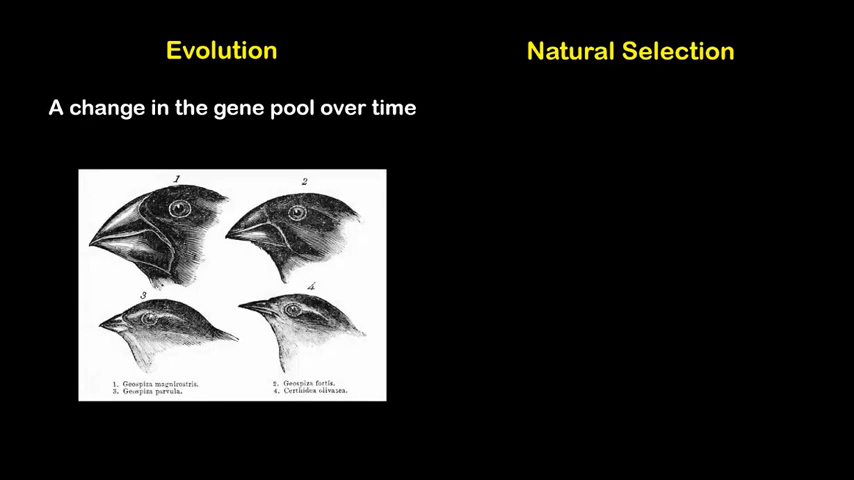 Evolution
Natural Selection
A change in the gene pool over time
1
2
3
4
1. Geospiza magnirostris.
2. Geospiza fortis.
3. Geospiza parvula.
4. Certhidea olivasea.